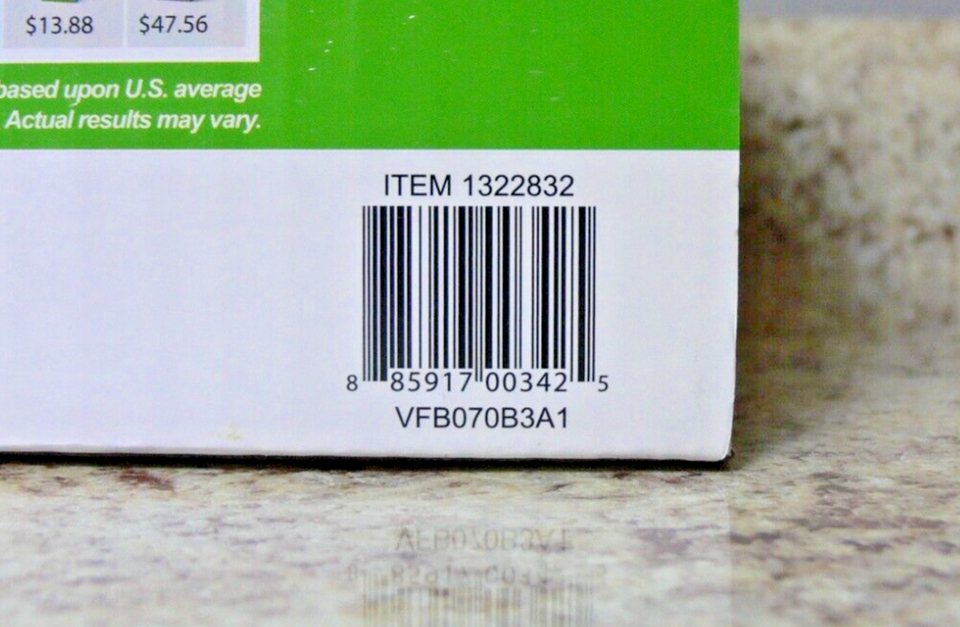 $13.88 $47.56
based upon U.S. average
Actual results may vary.
ITEM 1322832
8 85917 00342 5
VFB070B3A1